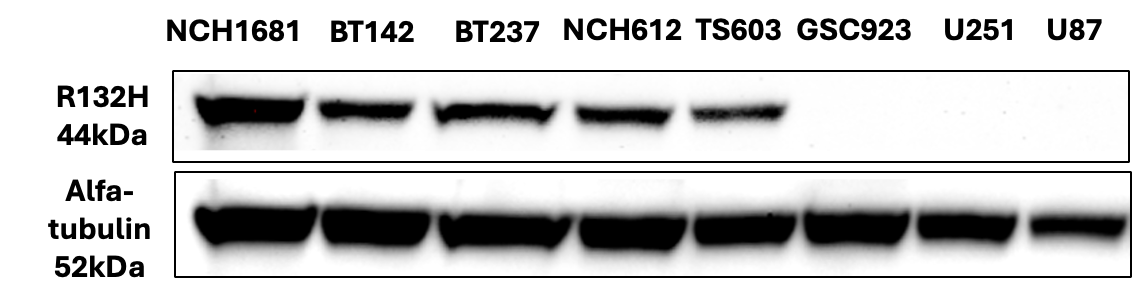 NCH1681 BT142 BT237 NCH612 TS603 GSC923 U251 U87
R132H
44kDa
Alfa-
tubulin
52kDa